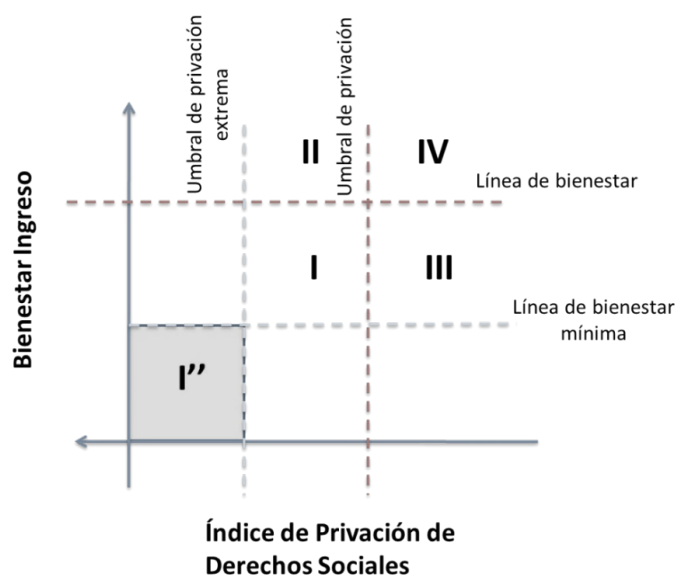 Umbral de privación
extrema
Umbral de privación
II
IV
Línea de bienestar
Bienestar Ingreso
I
III
Línea de bienestar
mínima
I’’
Índice de Privación de
Derechos Sociales